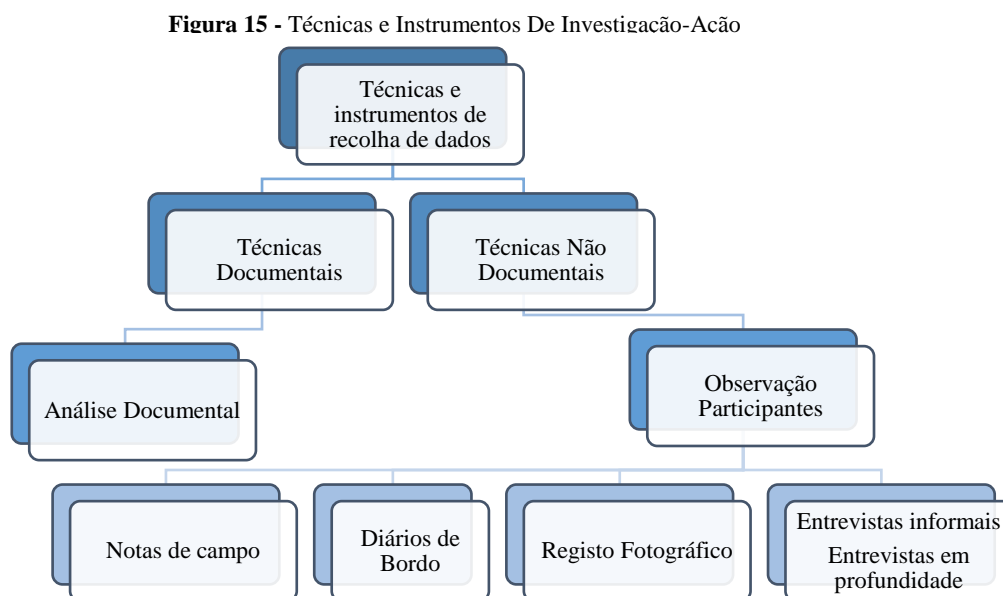 Figura 15 - Técnicas e Instrumentos De Investigação-Ação
Técnicas e
instrumentos de
recolha de dados
Técnicas
Documentais
Técnicas Não
Documentais
Análise Documental
Observação
Participantes
Notas de campo
Diários de
Bordo
Registo Fotográfico
Entrevistas informais
Entrevistas em
profundidade